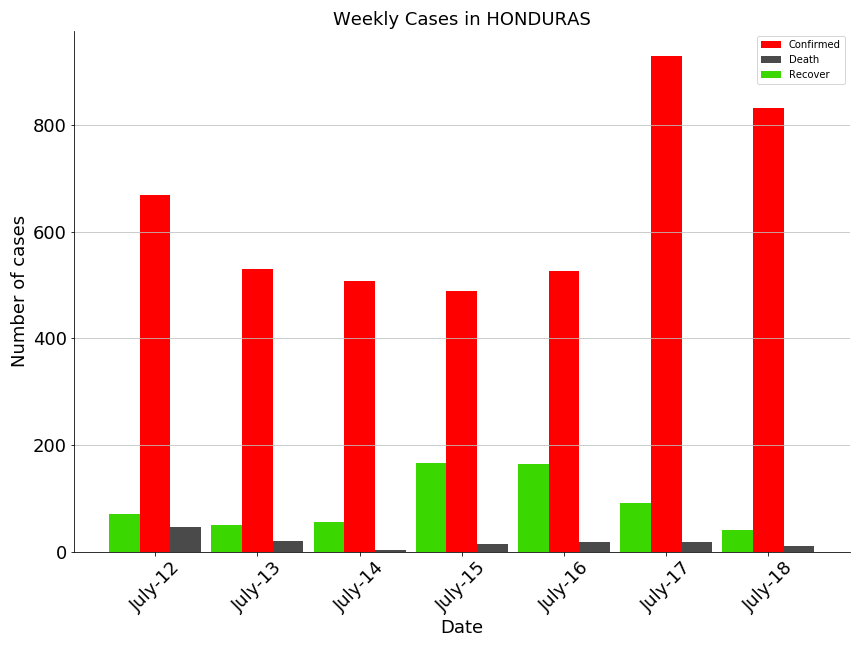 Weekly Cases in HONDURAS
Confirmed
Death
Recover
Number of cases
800
600
400
200
0
July-12
July-13
July-14
July-15
July-16
July-17
July-18
Date